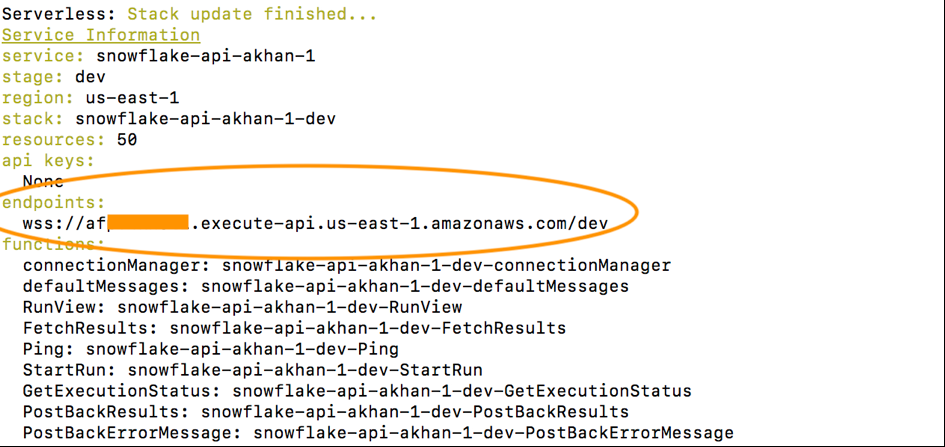 Serverless: Stack update finished...
Service Information
service: snowflake-api-akhan-1
stage: dev
region: us-east-1
stack: snowflake-api-akhan-1-dev
resources: 50
api keys:
None
endpoints:
wss://af .execute-api.us-east-1.amazonaws.com/dev
functions:
connectionManager: snowflake-api-akhan-1-dev-connectionManager
defaultMessages: snowflake-api-akhan-1-dev-defaultMessages
RunView: snowflake-api-akhan-1-dev-RunView
FetchResults: snowflake-api-akhan-1-dev-FetchResults
Ping: snowflake-api-akhan-1-dev-Ping
StartRun: snowflake-api-akhan-1-dev-StartRun
GetExecutionStatus: snowflake-api-akhan-1-dev-GetExecutionStatus
PostBackResults: snowflake-api-akhan-1-dev-PostBackResults
PostBackErrorMessage: snowflake-api-akhan-1-dev-PostBackErrorMessage